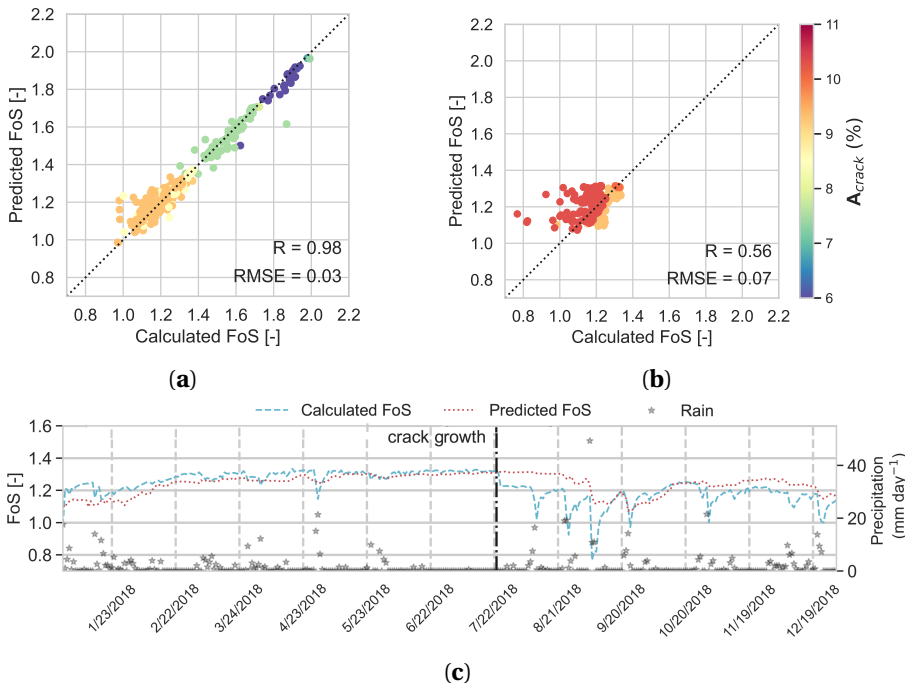 2.2
2.0
1.8
1.6
1.4
1.2
1.0
0.8
Predicted FoS [-]
R = 0.98
RMSE = 0.03
0.8 1.0 1.2 1.4 1.6 1.8 2.0 2.2
Calculated FoS [-]
(a)
2.2
2.0
1.8
1.6
1.4
1.2
1.0
0.8
Predicted FoS [-]
R = 0.56
RMSE = 0.07
0.8 1.0 1.2 1.4 1.6 1.8 2.0 2.2
Calculated FoS [-]
(b)
11
10
9
8
7
6
A_crack (%)
Calculated FoS Predicted FoS Rain
crack growth
1.6
1.4
1.2
1.0
0.8
FoS [-]
40
20
0
Precipitation
(mm day⁻¹)
1/23/2018 2/22/2018 3/24/2018 4/23/2018 5/23/2018 6/22/2018 7/22/2018 8/21/2018 9/20/2018 10/20/2018 11/19/2018 12/19/2018
(c)